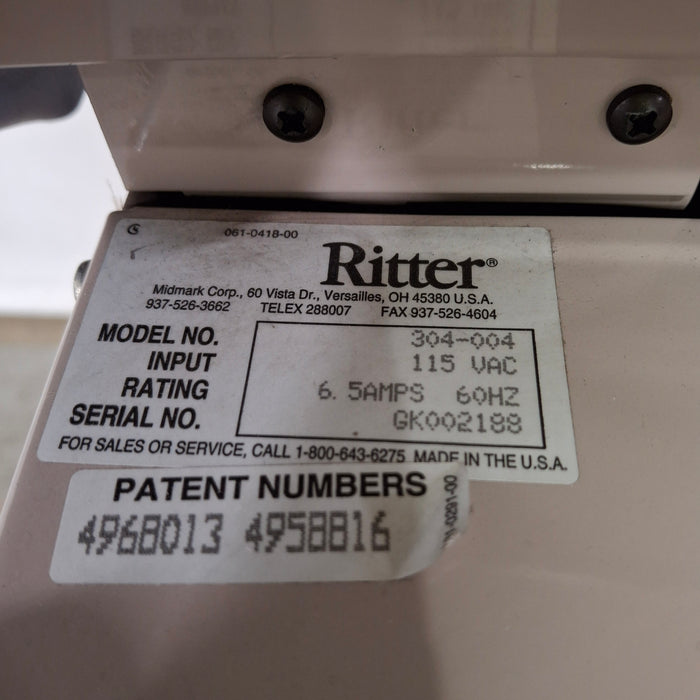 061-0418-00
Ritter®
Midmark Corp., 60 Vista Dr., Versailles, OH 45380 U.S.A.
937-526-3662 TELEX 288007 FAX 937-526-4604
MODEL NO. 304-004
INPUT 115 VAC
RATING 6.5AMPS 60HZ
SERIAL NO. GK002188
FOR SALES OR SERVICE, CALL 1-800-643-6275 MADE IN THE U.S.A.
PATENT NUMBERS
4968013 4958816